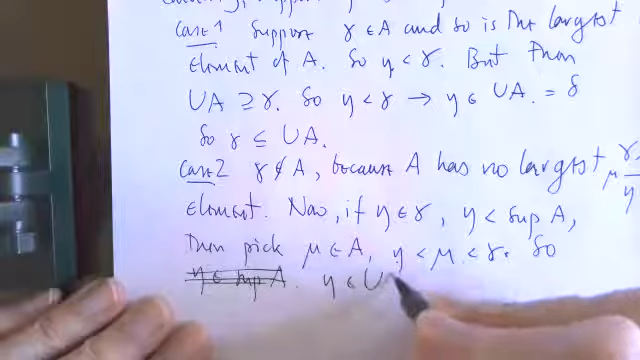 Case 1 Suppose γ ∈ A and so is the largest
element of A. So η < γ. But then
∪A ≥ γ. So η < γ → η ∈ ∪A. = δ
So γ ≤ ∪A.
Case 2 γ ∉ A, because A has no largest
element. Now, if η ∈ γ, η < sup A,
Then pick μ ∈ A, η < μ < γ. So
η ∈ sup A. η ∈ U
μ γ η